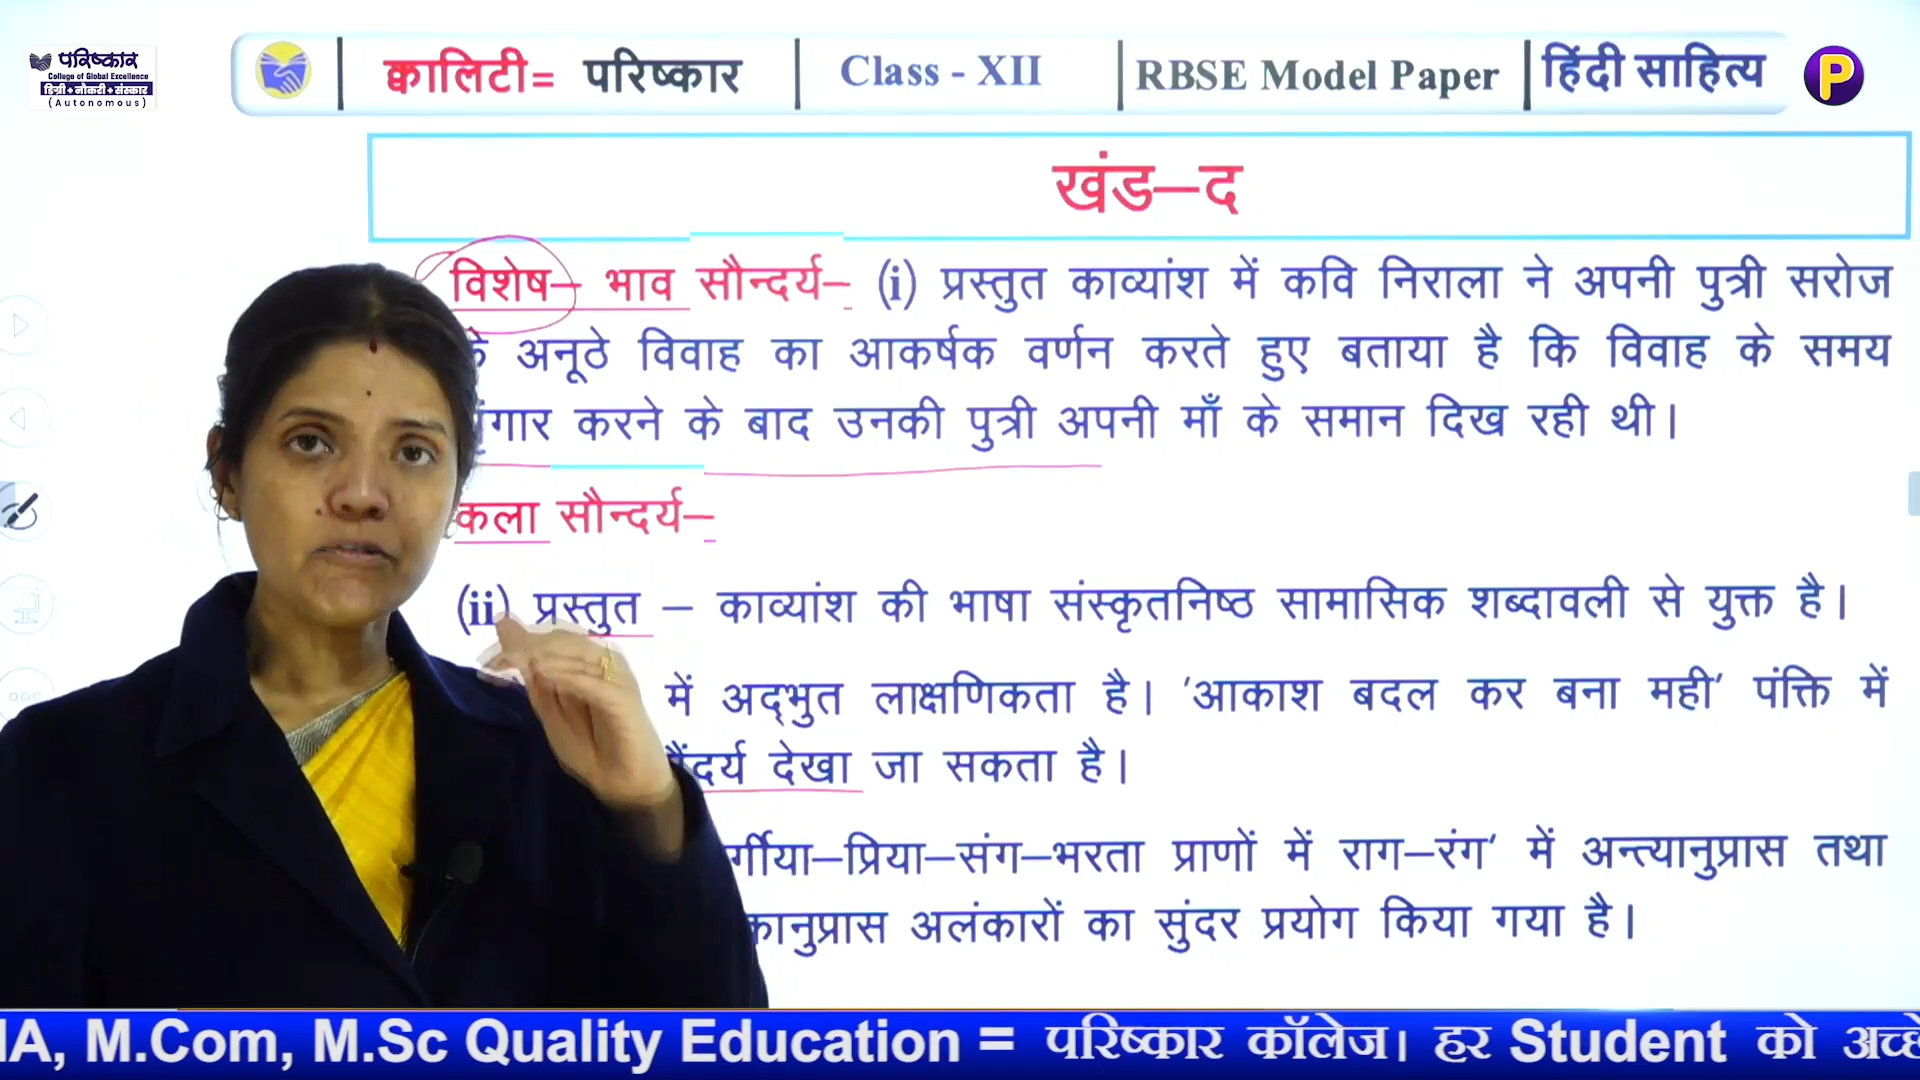 परिष्कार
College of Global Excellence
डिग्री + नौकरी + संस्कार
(Autonomous)
क्वालिटी = परिष्कार
Class - XII
RBSE Model Paper
हिंदी साहित्य
P
खंड–द
विशेष– भाव सौन्दर्य– (i) प्रस्तुत काव्यांश में कवि निराला ने अपनी पुत्री सरोज
अनूठे विवाह का आकर्षक वर्णन करते हुए बताया है कि विवाह के समय
करने के बाद उनकी पुत्री अपनी माँ के समान दिख रही थी।
कला सौन्दर्य–
(ii) प्रस्तुत – काव्यांश की भाषा संस्कृतनिष्ठ सामासिक शब्दावली से युक्त है।
में अद्भुत लाक्षणिकता है। 'आकाश बदल कर बना मही' पंक्ति में
देखा जा सकता है।
–प्रिया–संग–भरता प्राणों में राग–रंग' में अन्त्यानुप्रास तथा
अलंकारों का सुंदर प्रयोग किया गया है।
M.Com, M.Sc Quality Education = परिष्कार कॉलेज। हर Student को